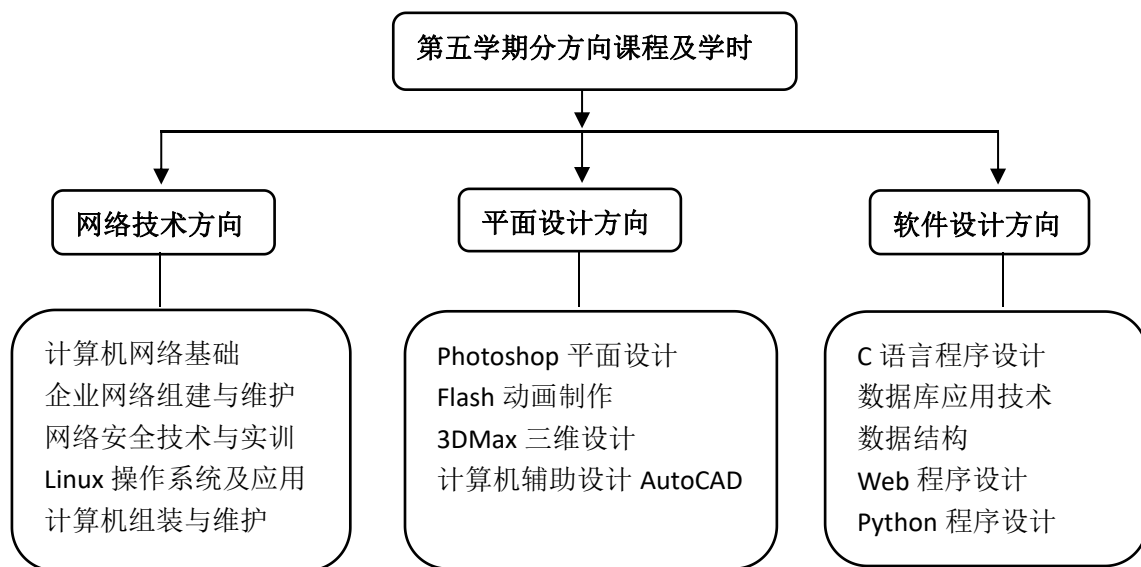 第五学期分方向课程及学时
网络技术方向
平面设计方向
软件设计方向
计算机网络基础
企业网络组建与维护
网络安全技术与实训
Linux 操作系统及应用
计算机组装与维护
Photoshop 平面设计
Flash 动画制作
3DMax 三维设计
计算机辅助设计 AutoCAD
C 语言程序设计
数据库应用技术
数据结构
Web 程序设计
Python 程序设计